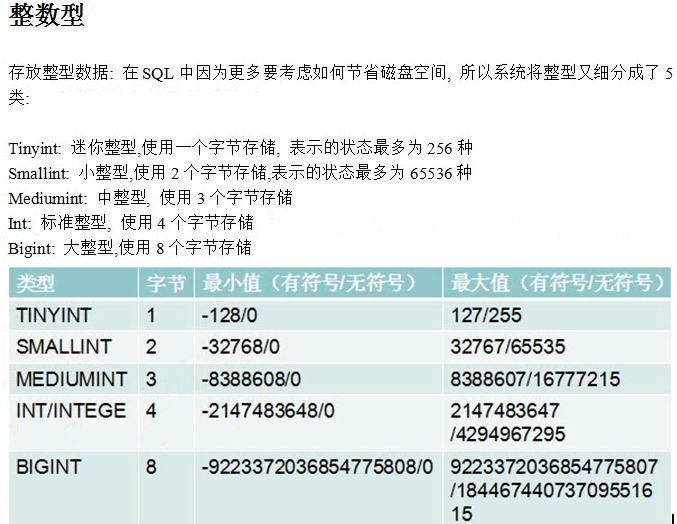 整数型
存放整型数据: 在 SQL 中因为更多要考虑如何节省磁盘空间, 所以系统将整型又细分成了 5
类:
Tinyint: 迷你整型,使用一个字节存储, 表示的状态最多为 256 种
Smallint: 小整型,使用 2 个字节存储,表示的状态最多为 65536 种
Mediumint: 中整型, 使用 3 个字节存储
Int: 标准整型, 使用 4 个字节存储
Bigint: 大整型,使用 8 个字节存储
类型 字节 最小值（有符号/无符号） 最大值（有符号/无符号）
TINYINT 1 -128/0 127/255
SMALLINT 2 -32768/0 32767/65535
MEDIUMINT 3 -8388608/0 8388607/16777215
INT/INTEGE 4 -2147483648/0 2147483647
/4294967295
BIGINT 8 -9223372036854775808/0 9223372036854775807
/184467440737095516
15